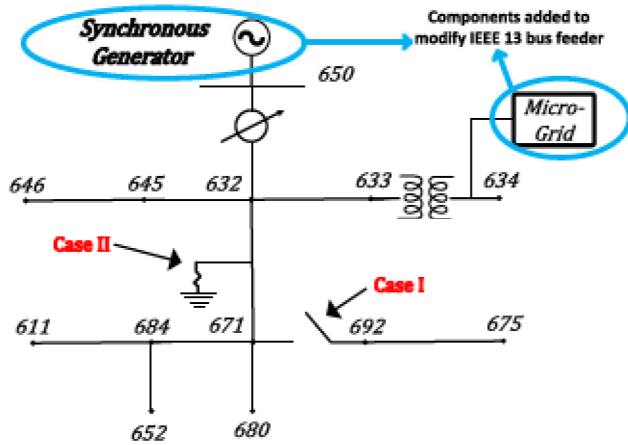 Synchronous
Generator
Components added to
modify IEEE 13 bus feeder
650
Micro-
Grid
646
645
632
633
634
Case II
Case I
611
684
671
692
675
652
680